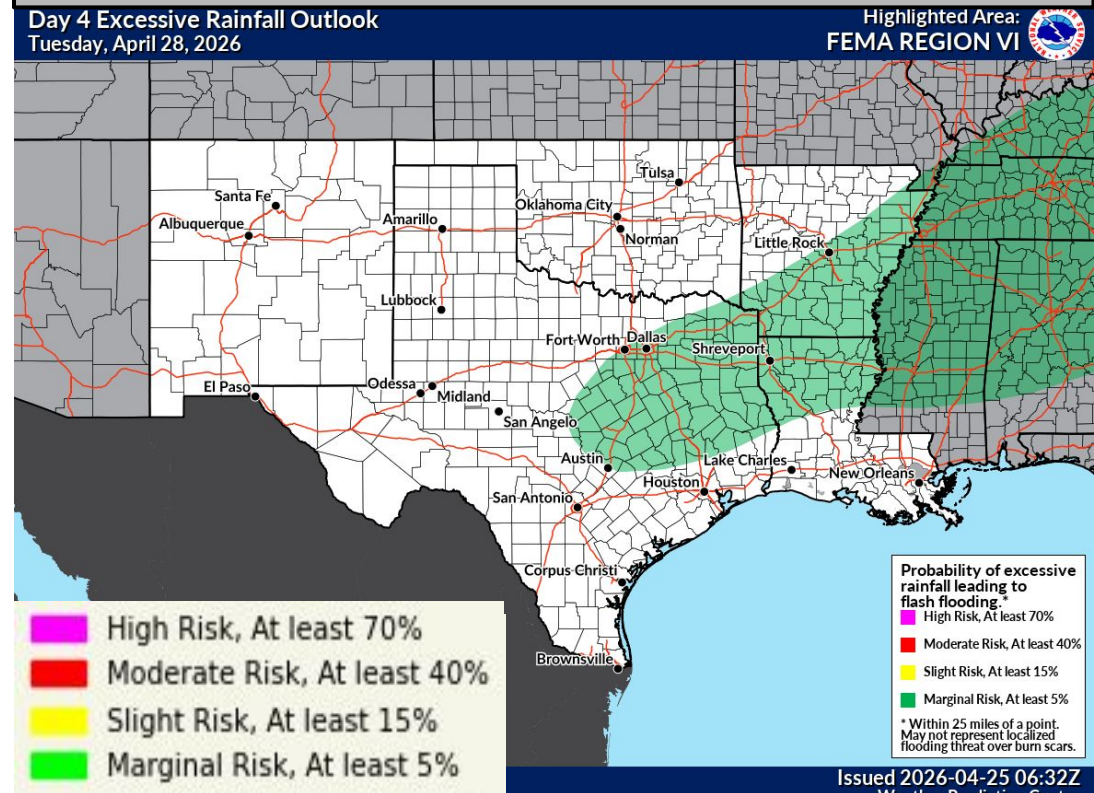 Day 4 Excessive Rainfall Outlook
Tuesday, April 28, 2026
Highlighted Area:
FEMA REGION VI
NATIONAL WEATHER SERVICE
Tulsa
Santa Fe
Oklahoma City
Albuquerque
Amarillo
Norman
Little Rock
Lubbock
Fort Worth
Dallas
Shreveport
El Paso
Odessa
Midland
San Angelo
Austin
Lake Charles
Houston
New Orleans
San Antonio
Corpus Christi
Brownsville
High Risk, At least 70%
Moderate Risk, At least 40%
Slight Risk, At least 15%
Marginal Risk, At least 5%
Probability of excessive
rainfall leading to
flash flooding.*
High Risk, At least 70%
Moderate Risk, At least 40%
Slight Risk, At least 15%
Marginal Risk, At least 5%
* Within 25 miles of a point.
May not represent localized
flooding threat over burn scars.
Issued 2026-04-25 06:32Z
Weather Prediction Center